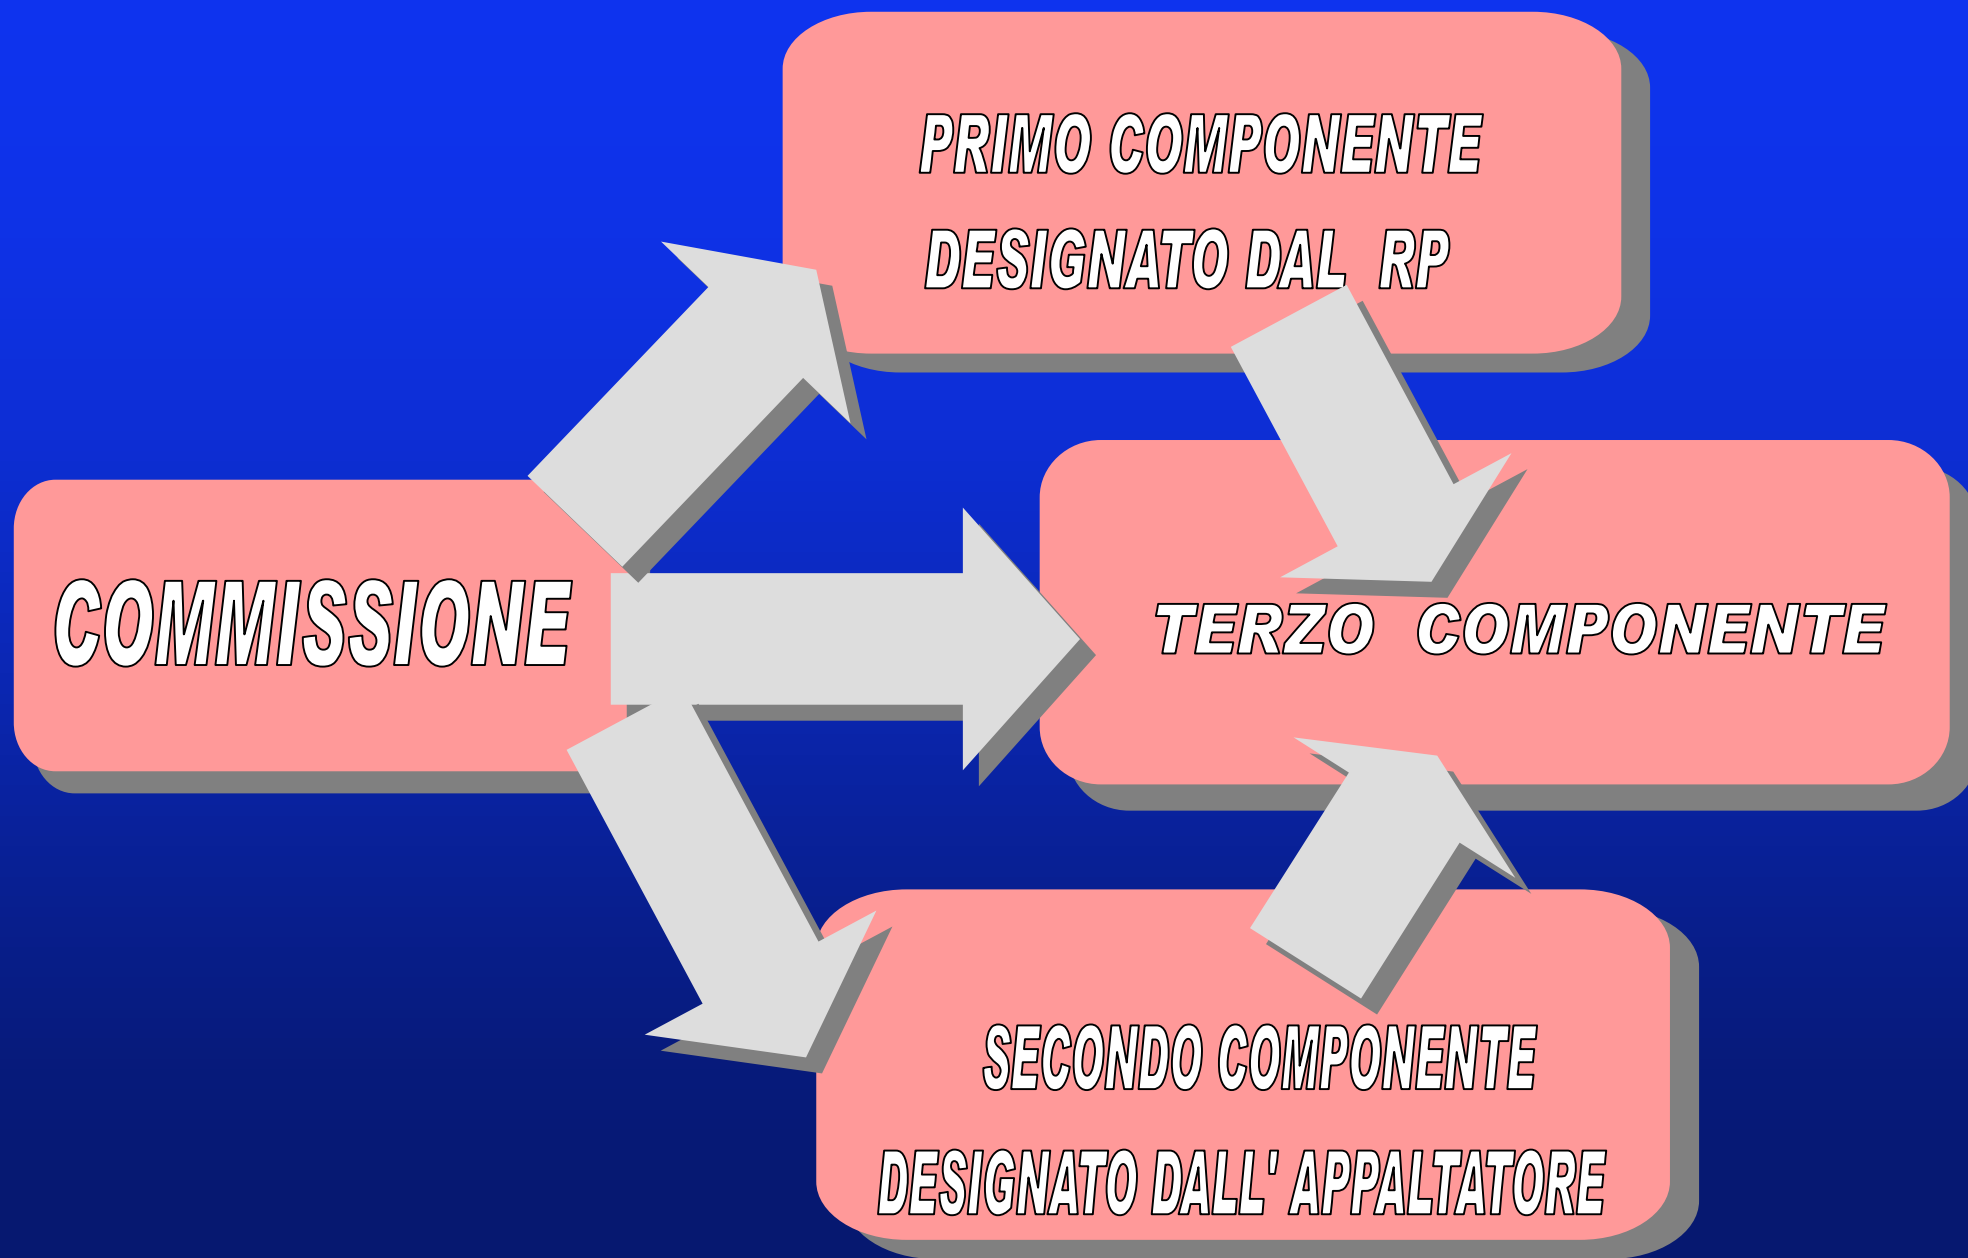 PRIMO COMPONENTE
DESIGNATO DAL RP
COMMISSIONE
TERZO COMPONENTE
SECONDO COMPONENTE
DESIGNATO DALL' APPALTATORE